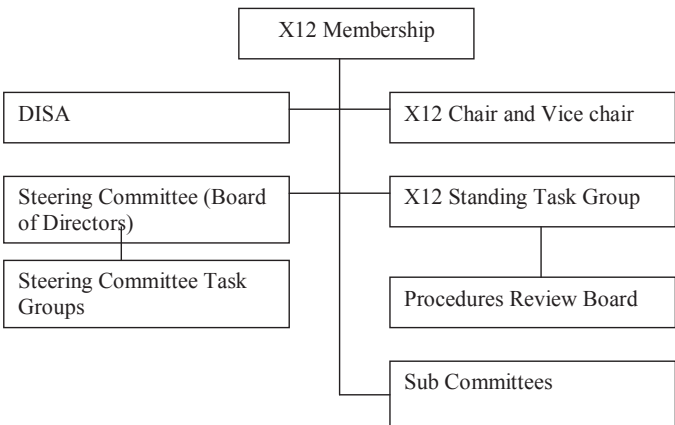 X12 Membership
DISA
X12 Chair and Vice chair
Steering Committee (Board
of Directors)
X12 Standing Task Group
Steering Committee Task
Groups
Procedures Review Board
Sub Committees